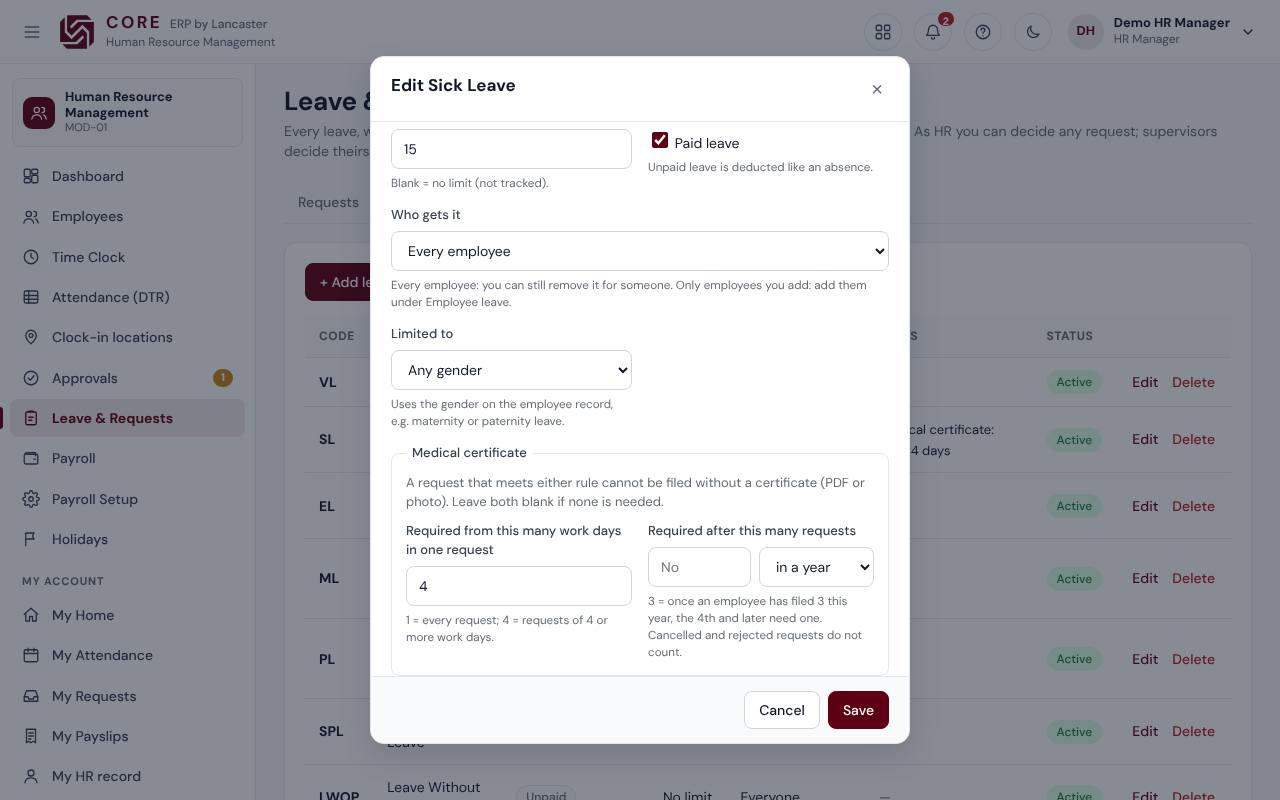 CORE ERP by Lancaster
Human Resource Management
2
DH
Demo HR Manager
HR Manager
Human Resource
Management
MOD-01
Dashboard
Employees
Time Clock
Attendance (DTR)
Clock-in locations
Approvals 1
Leave & Requests
Payroll
Payroll Setup
Holidays
MY ACCOUNT
My Home
My Attendance
My Requests
My Payslips
My HR record
Leave &
Every leave, w
As HR you can decide any request; supervisors
decide theirs
Requests
+ Add le
CODE S STATUS
VL Active Edit Delete
SL cal certificate: Active Edit Delete
4 days
EL Active Edit Delete
ML Active Edit Delete
PL Active Edit Delete
SPL Active Edit Delete
Leave
LWOP Leave Without Unpaid No limit Everyone — Active Edit Delete
Edit Sick Leave
×
15
Blank = no limit (not tracked).
Paid leave
Unpaid leave is deducted like an absence.
Who gets it
Every employee
Every employee: you can still remove it for someone. Only employees you add: add them
under Employee leave.
Limited to
Any gender
Uses the gender on the employee record,
e.g. maternity or paternity leave.
Medical certificate
A request that meets either rule cannot be filed without a certificate (PDF or
photo). Leave both blank if none is needed.
Required from this many work days
in one request
4
1 = every request; 4 = requests of 4 or
more work days.
Required after this many requests
No in a year
3 = once an employee has filed 3 this
year, the 4th and later need one.
Cancelled and rejected requests do not
count.
Cancel Save